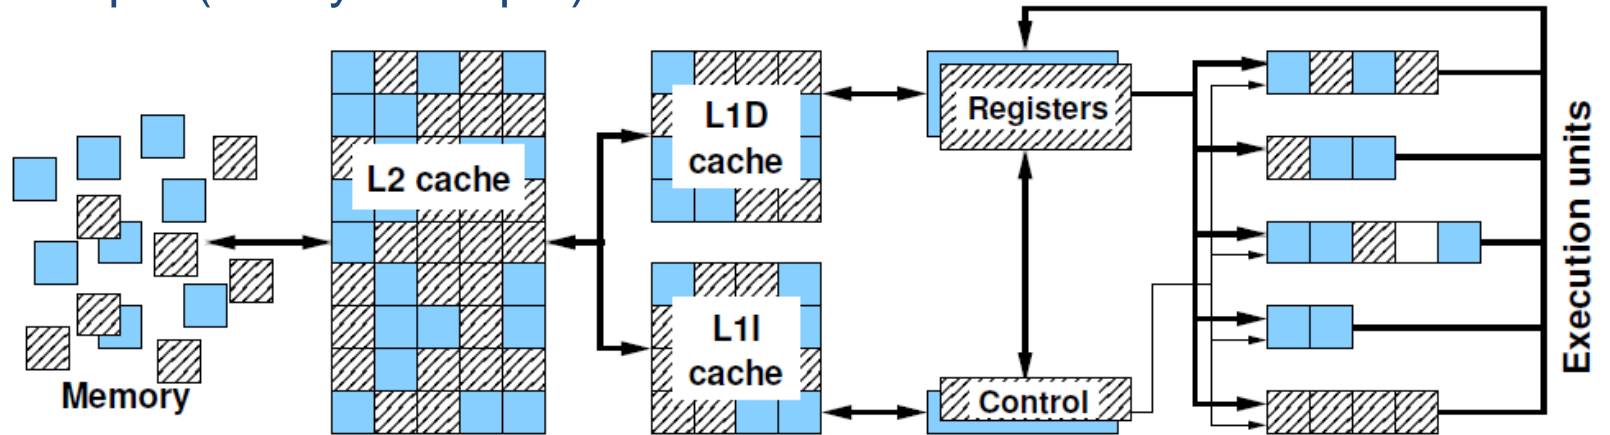 Memory
L2 cache
L1D
cache
L1I
cache
Registers
Control
Execution units